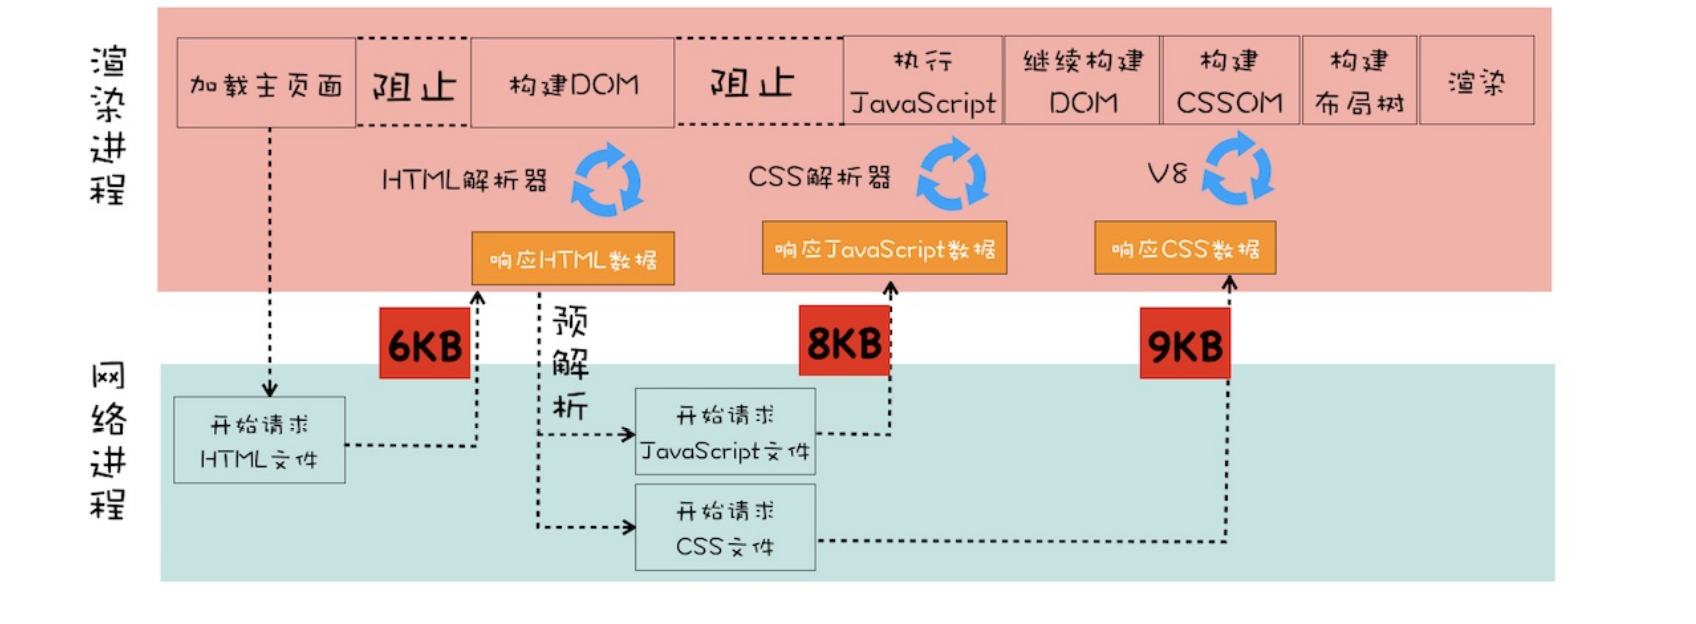 渲染进程
加载主页面
阻止
构建DOM
阻止
执行
JavaScript
继续构建
DOM
构建
CSSOM
构建
布局树
渲染
HTML解析器
CSS解析器
V8
响应HTML数据
响应JavaScript数据
响应CSS数据
6KB
预解析
8KB
9KB
网络进程
开始请求
HTML文件
开始请求
JavaScript文件
开始请求
CSS文件